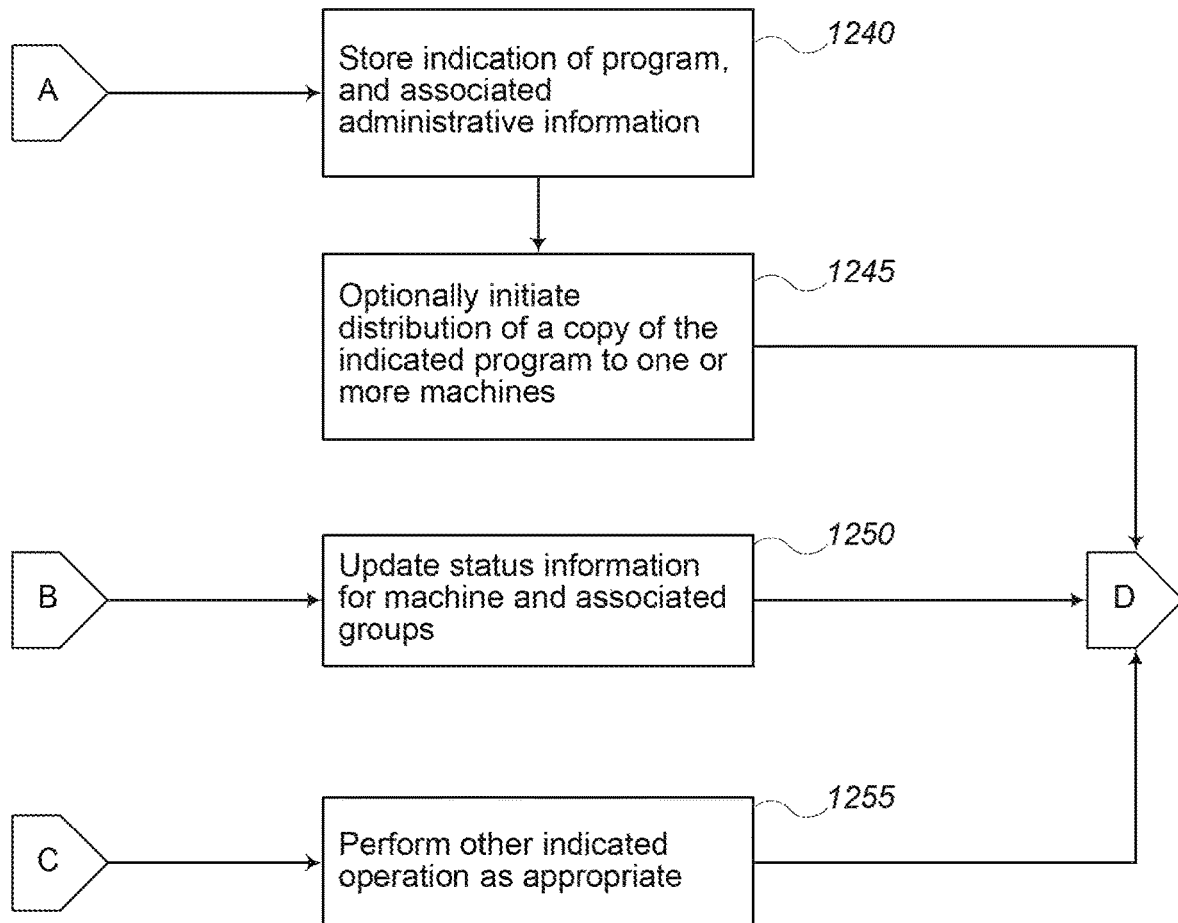 A
Store indication of program,
and associated
administrative information
1240
Optionally initiate
distribution of a copy of the
indicated program to one or
more machines
1245
B
Update status information
for machine and associated
groups
1250
D
C
Perform other indicated
operation as appropriate
1255